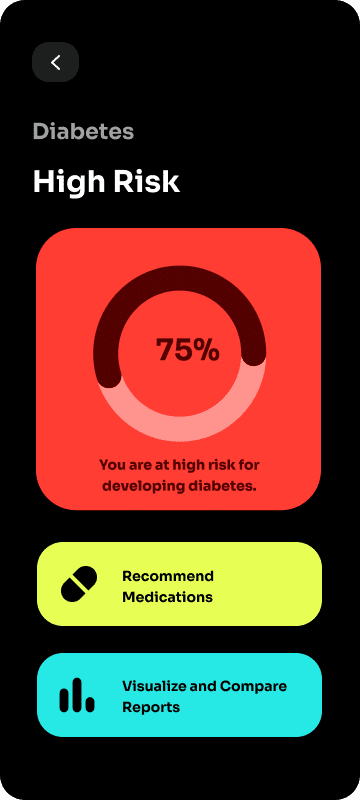 Diabetes
High Risk
75%
You are at high risk for
developing diabetes.
Recommend
Medications
Visualize and Compare
Reports